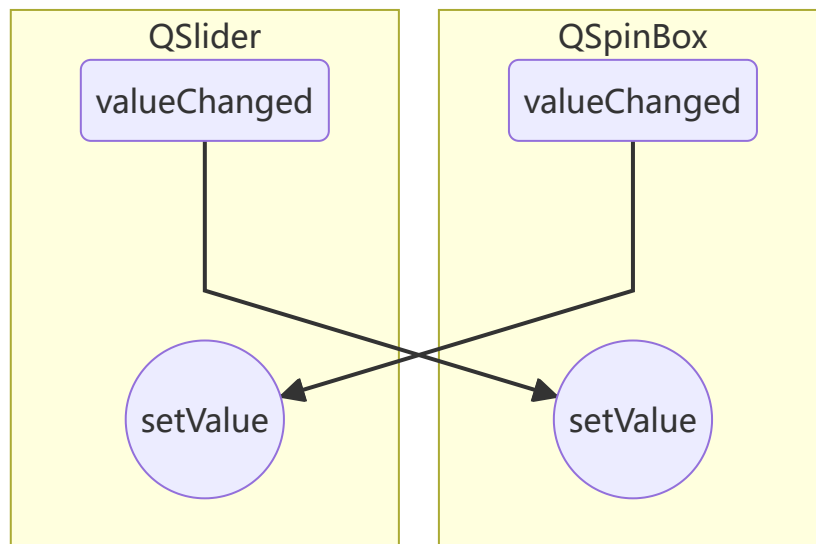 QSlider
QSpinBox
valueChanged
valueChanged
setValue
setValue